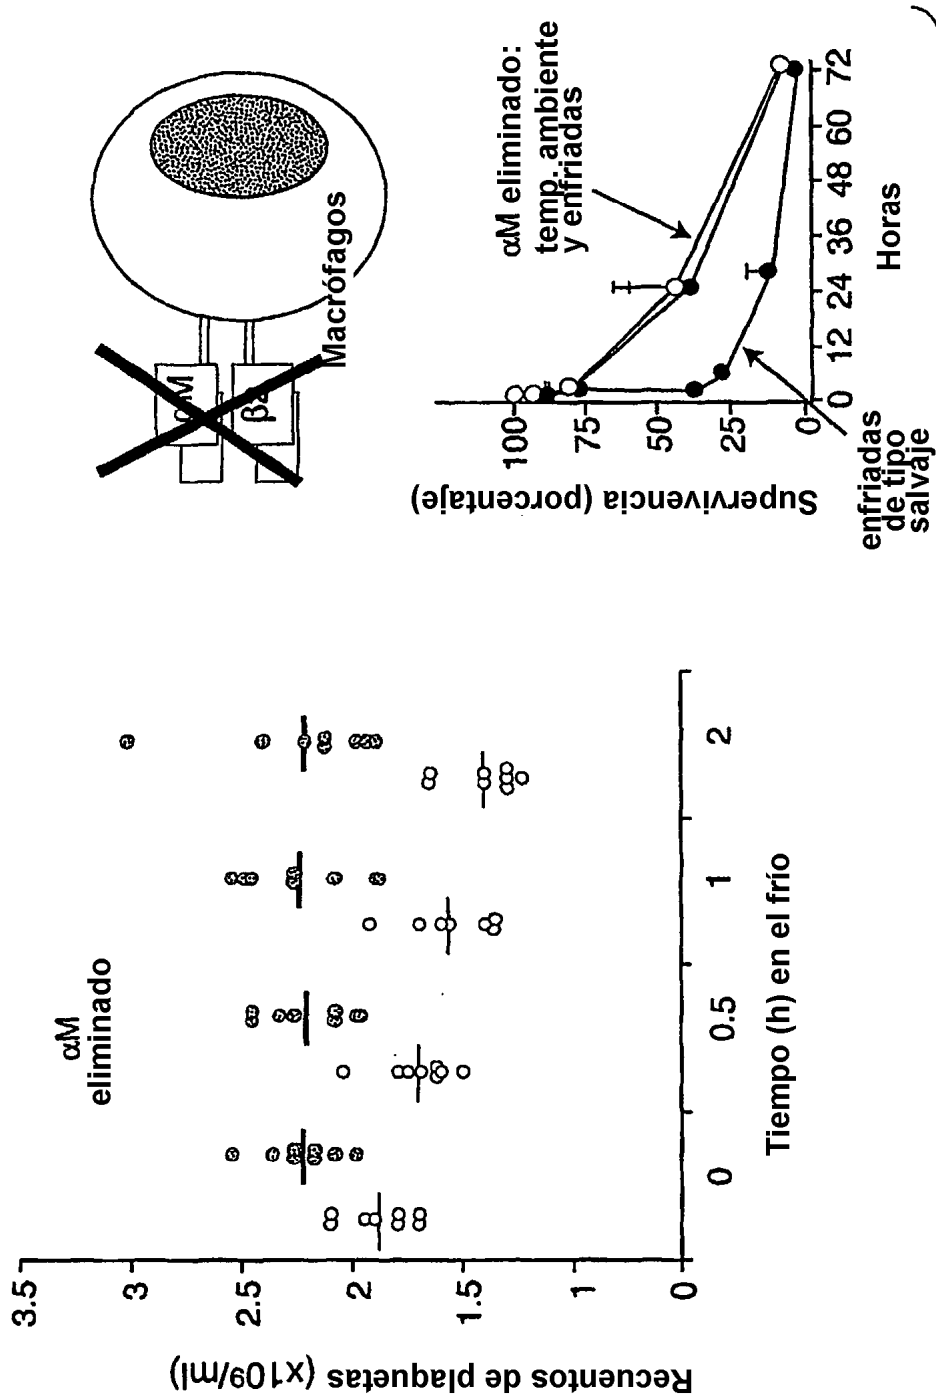 αM
eliminado
Recuentos de plaquetas (x10⁹/ml)
3.5
2.5
2
1.5
1
0
0
0.5
1
2
Tiempo (h) en el frío
αM
Macrófagos
αM eliminado:
temp. ambiente
y enfriadas
Supervivencia (porcentaje)
100
75
50
25
0
0
12
24
36
48
60
72
Horas
enfriadas
de tipo
salvaje